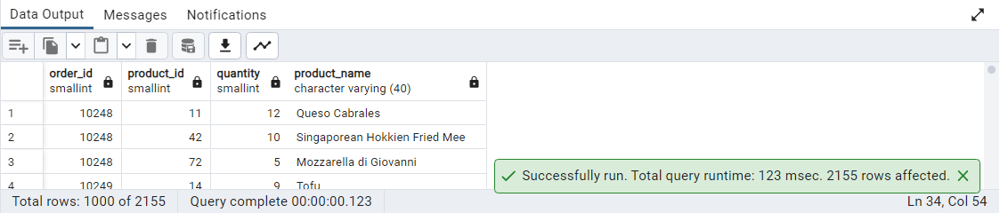 Data Output Messages Notifications
order_id product_id quantity product_name
smallint smallint smallint character varying (40)
1 10248 11 12 Queso Cabrales
2 10248 42 10 Singaporean Hokkien Fried Mee
3 10248 72 5 Mozzarella di Giovanni
4 10249 14 9 Tofu
Successfully run. Total query runtime: 123 msec. 2155 rows affected.
Total rows: 1000 of 2155 Query complete 00:00:00.123 Ln 34, Col 54